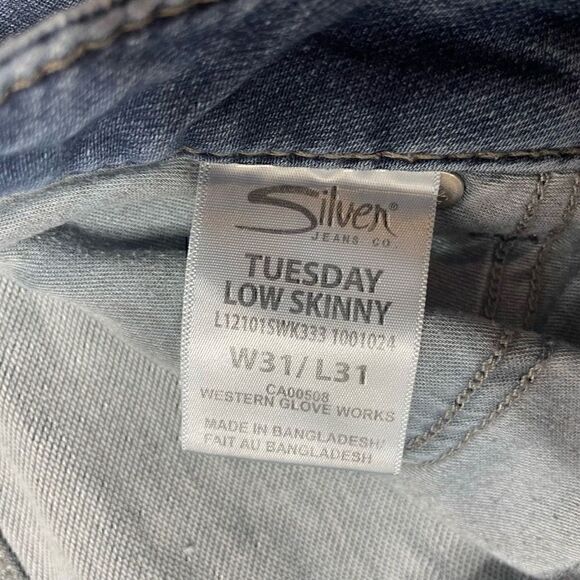 Silver®
JEANS CO.
TUESDAY
LOW SKINNY
L12101SWK333 1001024
W31/L31
CA00508
WESTERN GLOVE WORKS
MADE IN BANGLADESH/
FAIT AU BANGLADESH